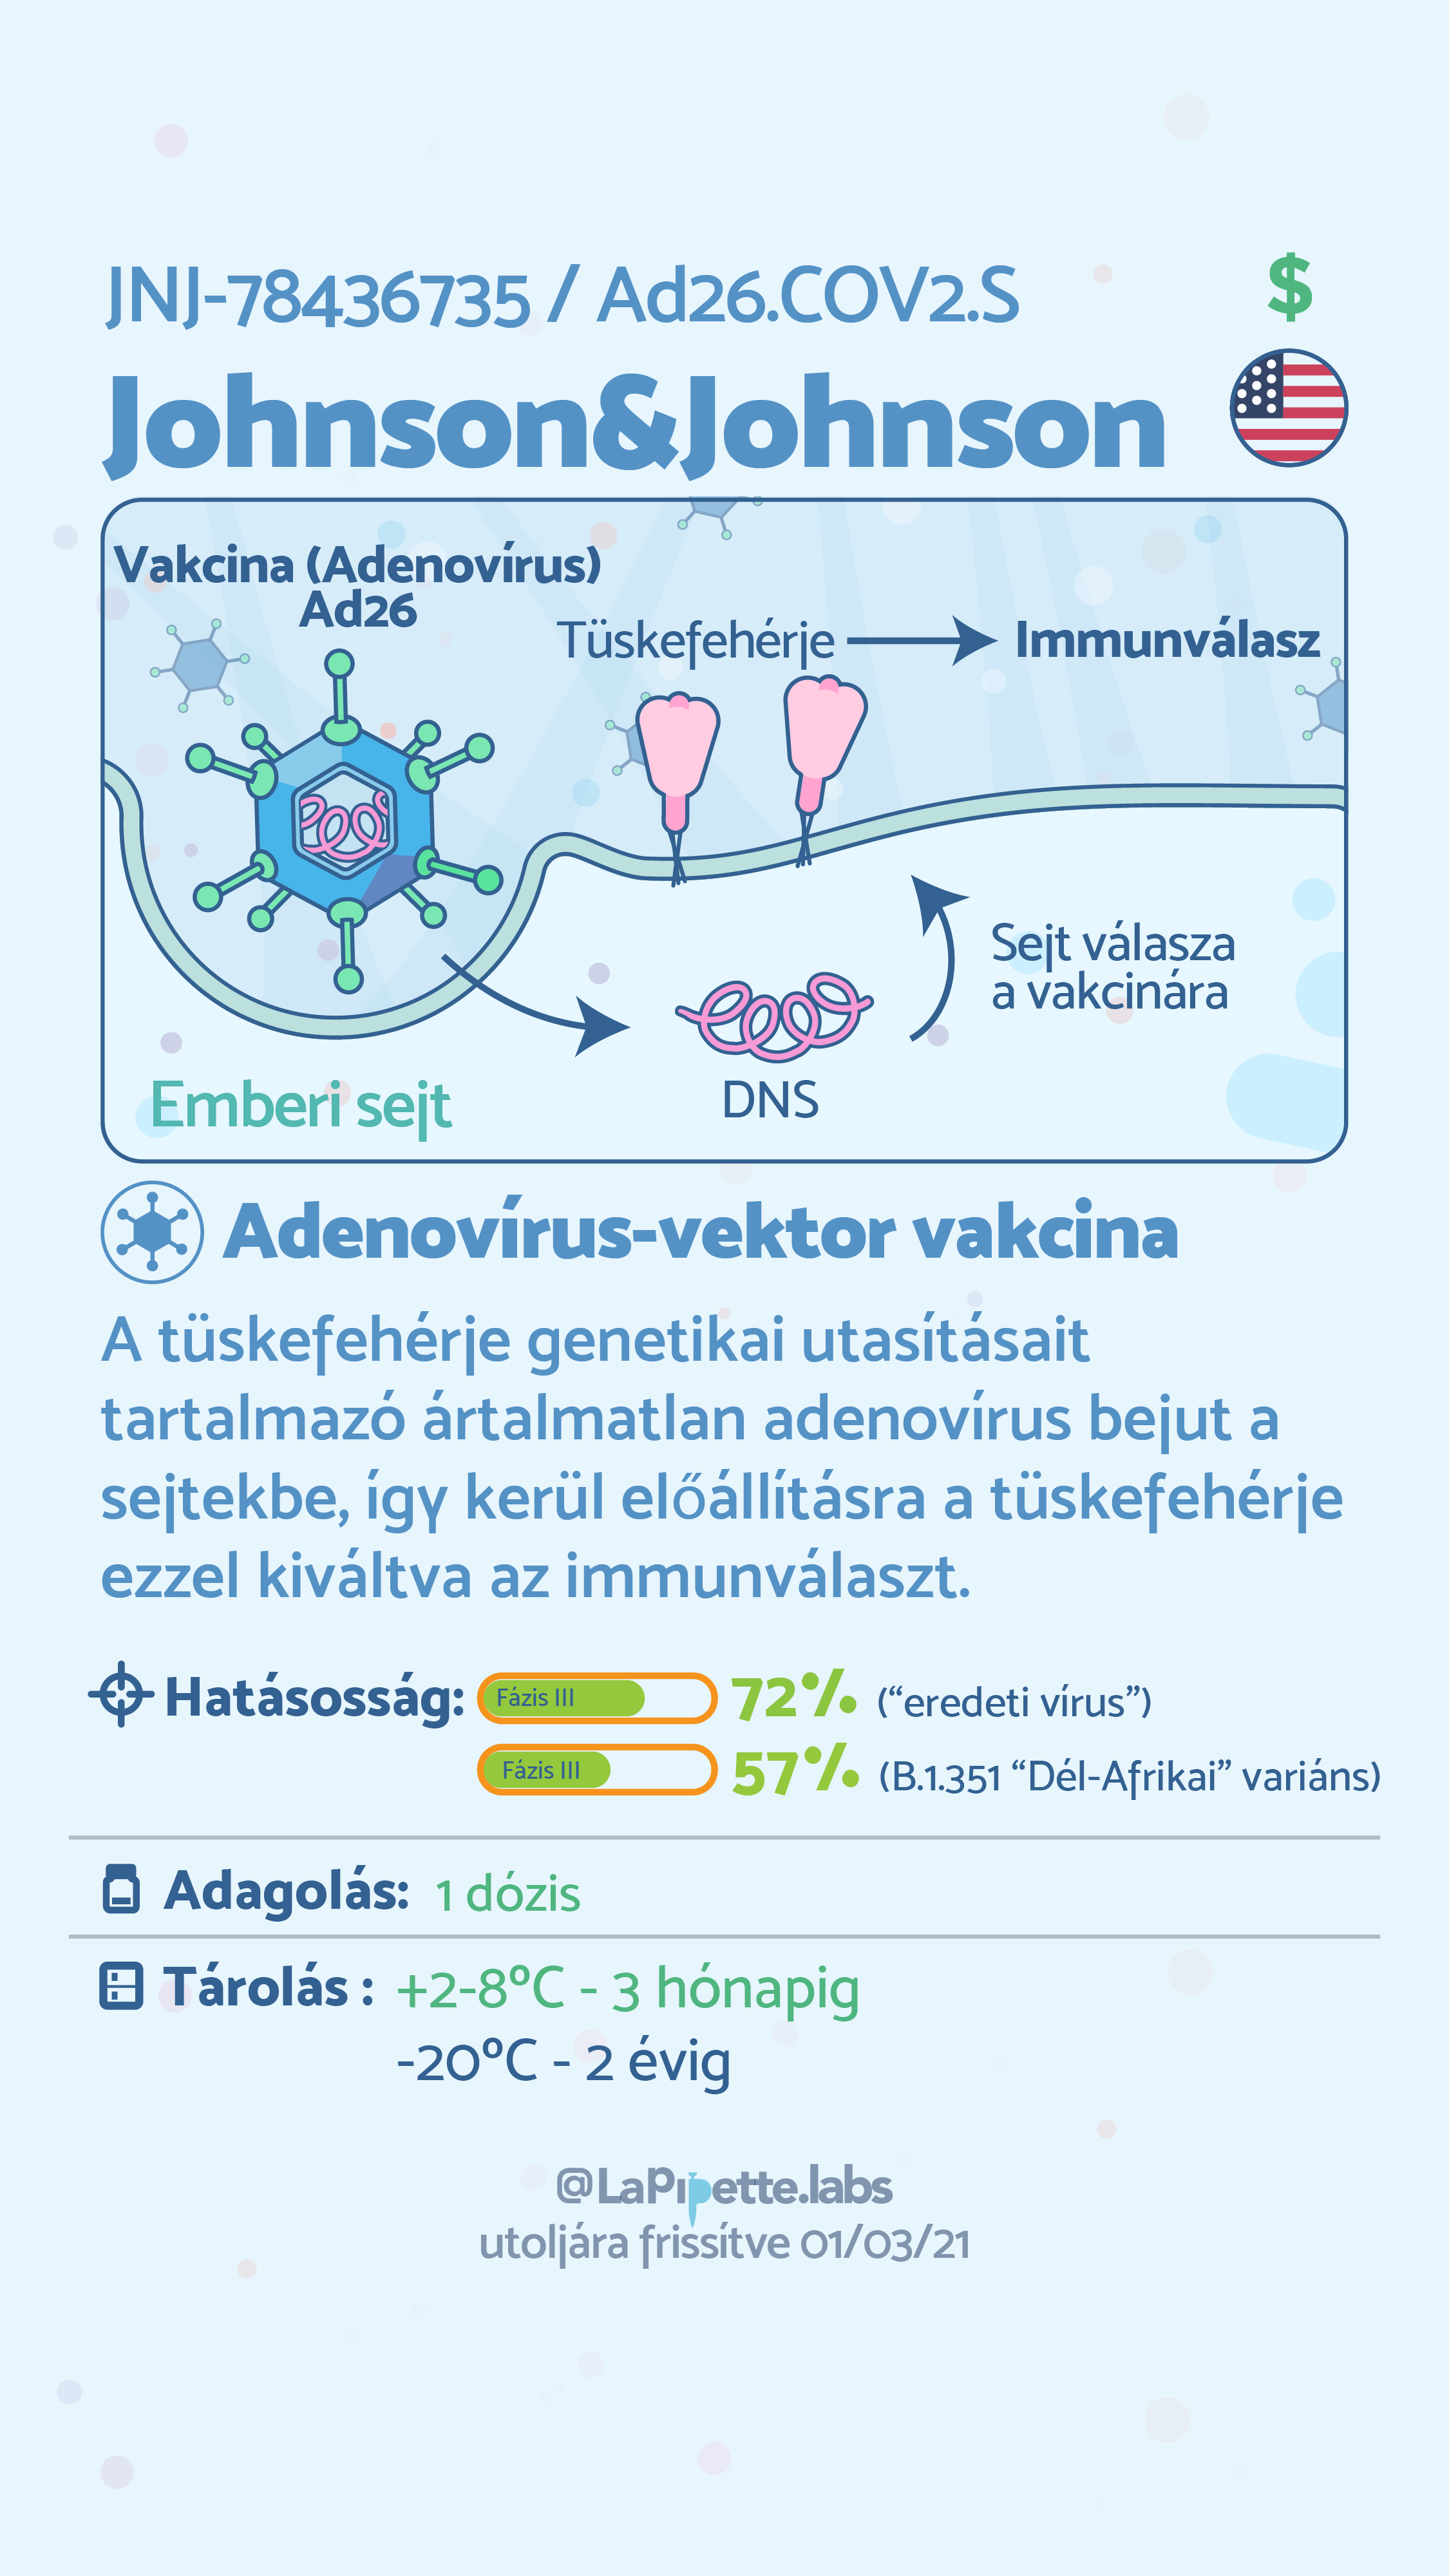 JNJ-78436735 / Ad26.COV2.S
$
Johnson&Johnson
Vakcina (Adenovírus)
Ad26
Tüskefehérje
Immunválasz
Sejt válasza
a vakcinára
Emberi sejt
DNS
Adenovírus-vektor vakcina
A tüskefehérje genetikai utasításait
tartalmazó ártalmatlan adenovírus bejut a
sejtekbe, így kerül előállításra a tüskefehérje
ezzel kiváltva az immunválaszt.
Hatásosság: Fázis III 72% (“eredeti vírus”)
Fázis III 57% (B.1.351 “Dél-Afrikai” variáns)
Adagolás: 1 dózis
Tárolás : +2-8°C - 3 hónapig
-20°C - 2 évig
@LaPipette.labs
utoljára frissítve 01/03/21